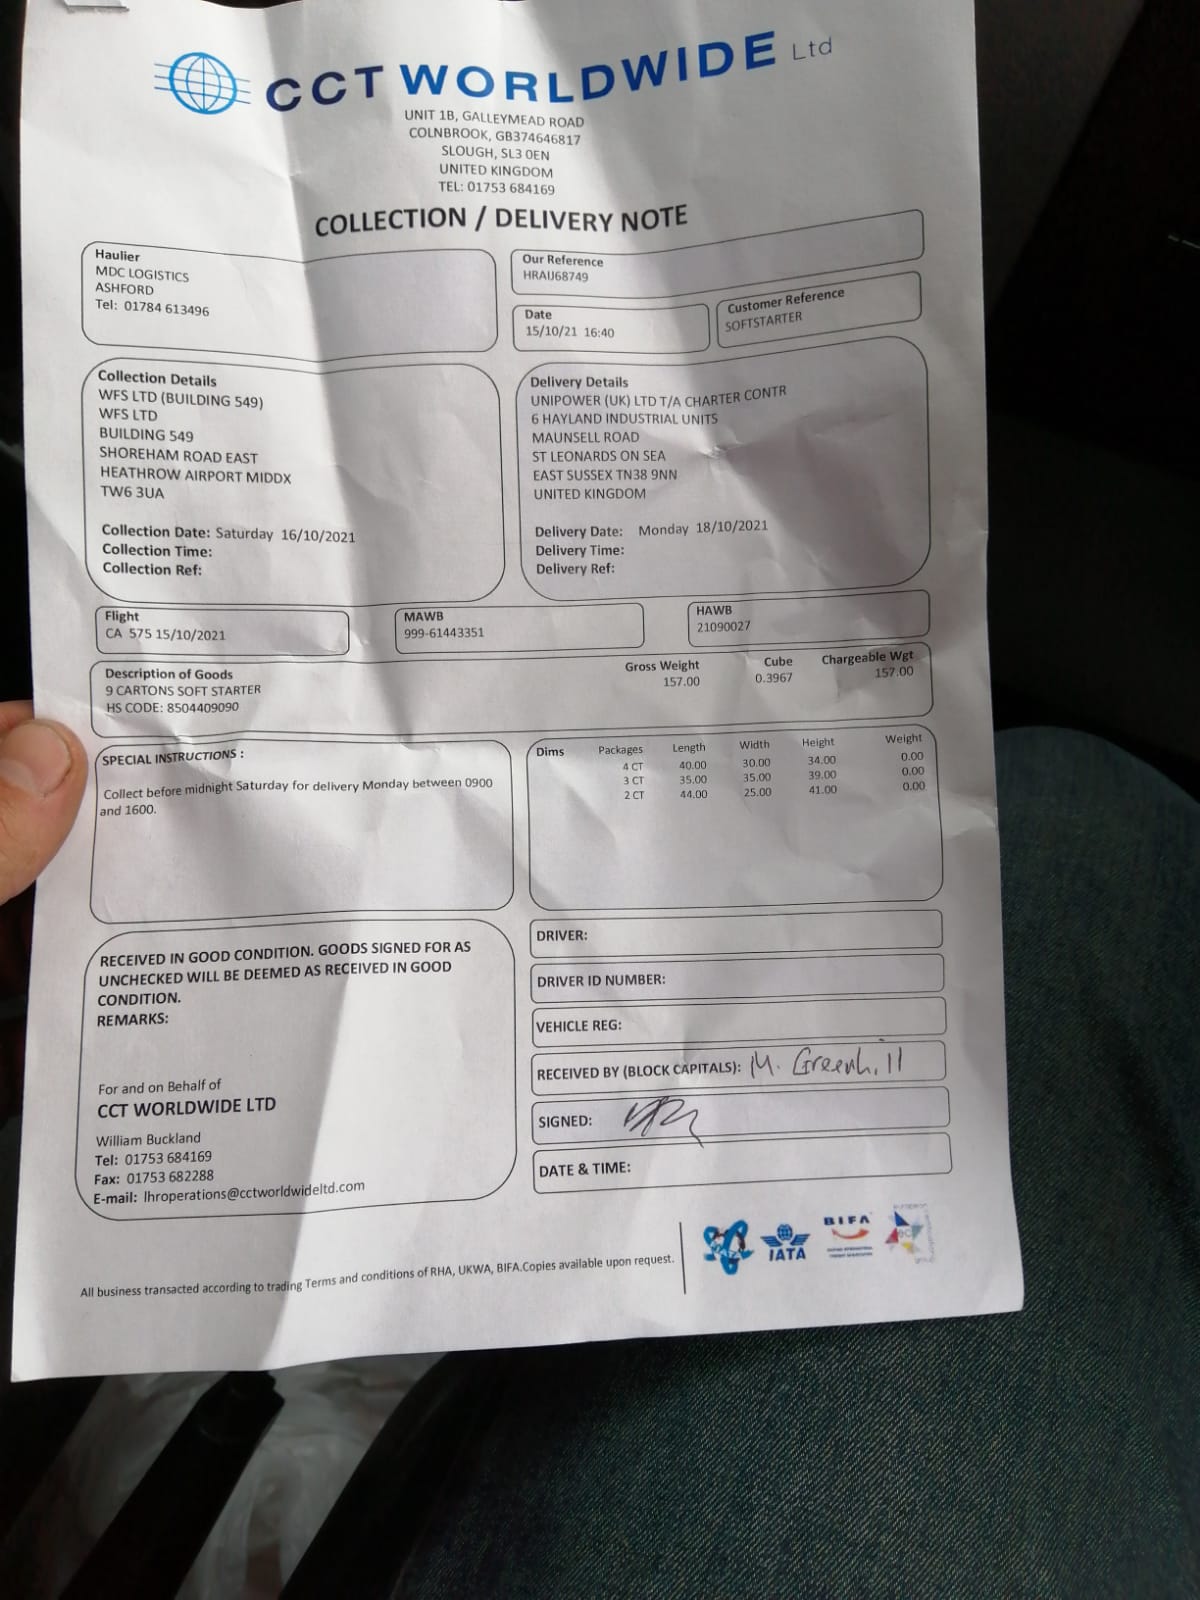 CCT WORLDWIDE Ltd
UNIT 1B, GALLEYMEAD ROAD
COLNBROOK, GB374646817
SLOUGH, SL3 0EN
UNITED KINGDOM
TEL: 01753 684169
COLLECTION / DELIVERY NOTE
Haulier
MDC LOGISTICS
ASHFORD
Tel: 01784 613496
Our Reference
HRAIJ68749
Date
15/10/21 16:40
Customer Reference
SOFTSTARTER
Collection Details
WFS LTD (BUILDING 549)
WFS LTD
BUILDING 549
SHOREHAM ROAD EAST
HEATHROW AIRPORT MIDDX
TW6 3UA
Collection Date: Saturday 16/10/2021
Collection Time:
Collection Ref:
Delivery Details
UNIPOWER (UK) LTD T/A CHARTER CONTR
6 HAYLAND INDUSTRIAL UNITS
MAUNSELL ROAD
ST LEONARDS ON SEA
EAST SUSSEX TN38 9NN
UNITED KINGDOM
Delivery Date: Monday 18/10/2021
Delivery Time:
Delivery Ref:
Flight
CA 575 15/10/2021
MAWB
999-61443351
HAWB
21090027
Description of Goods
9 CARTONS SOFT STARTER
HS CODE: 8504409090
Gross Weight Cube Chargeable Wgt
157.00 0.3967 157.00
SPECIAL INSTRUCTIONS :
Collect before midnight Saturday for delivery Monday between 0900
and 1600.
Dims Packages Length Width Height Weight
4 CT 40.00 30.00 34.00 0.00
3 CT 35.00 35.00 39.00 0.00
2 CT 44.00 25.00 41.00 0.00
RECEIVED IN GOOD CONDITION. GOODS SIGNED FOR AS
UNCHECKED WILL BE DEEMED AS RECEIVED IN GOOD
CONDITION.
REMARKS:
For and on Behalf of
CCT WORLDWIDE LTD
William Buckland
Tel: 01753 684169
Fax: 01753 682288
E-mail: lhroperations@cctworldwideltd.com
DRIVER:
DRIVER ID NUMBER:
VEHICLE REG:
RECEIVED BY (BLOCK CAPITALS): M. Greenhill
SIGNED:
DATE & TIME:
All business transacted according to trading Terms and conditions of RHA, UKWA, BIFA.Copies available upon request.
IATA
BIFA